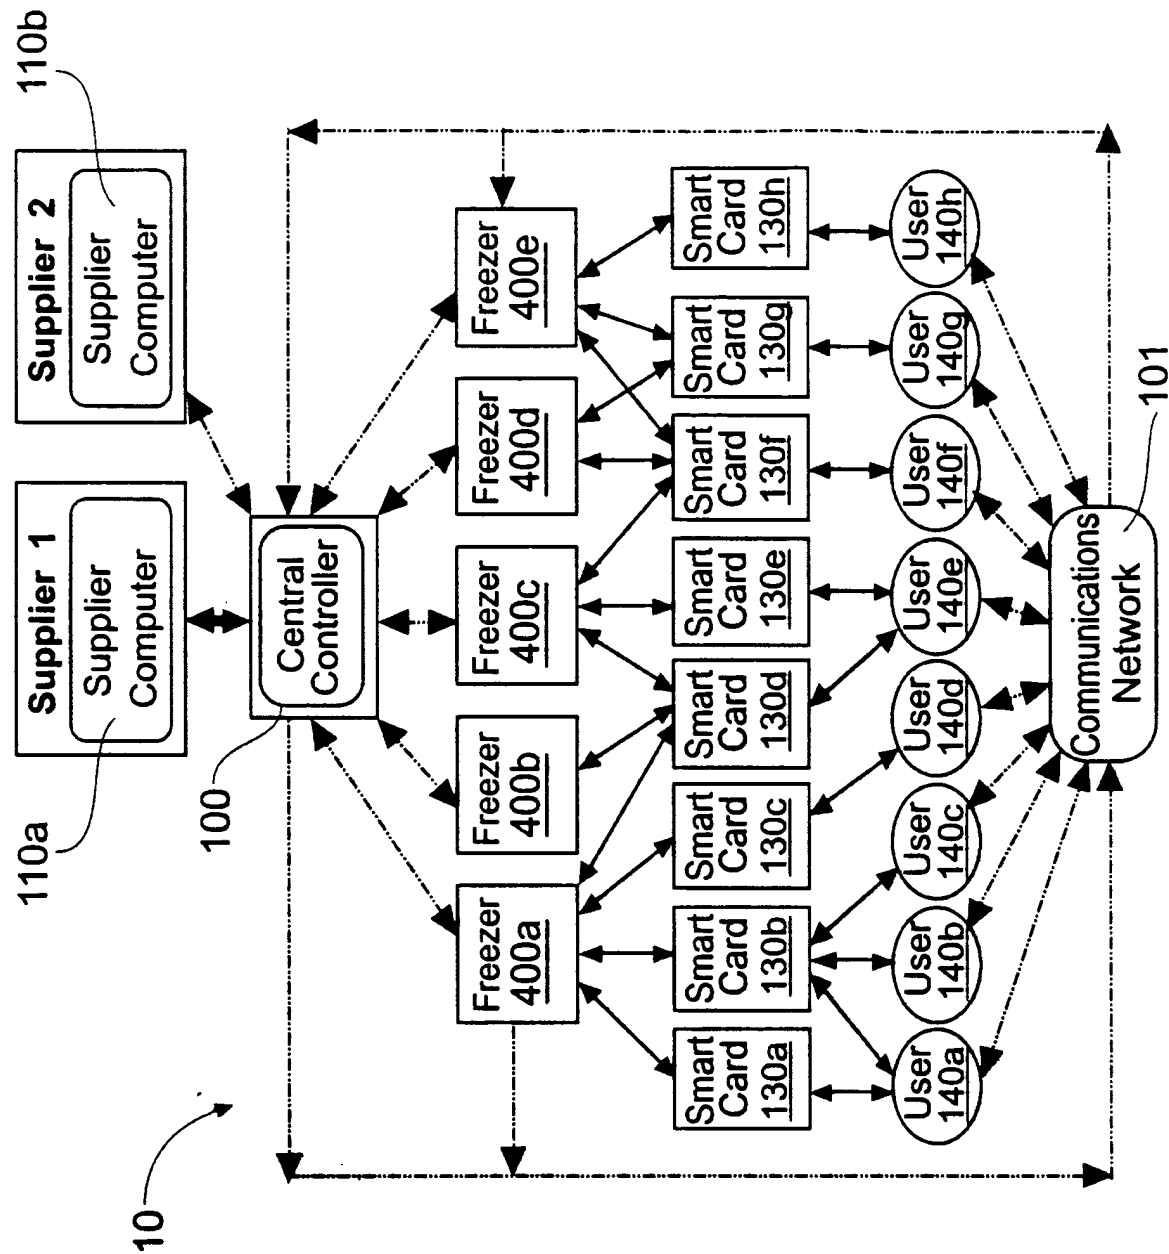 10
110a
110b
Supplier 1
Supplier
Computer
Supplier 2
Supplier
Computer
100
Central
Controller
Freezer
400a
Freezer
400b
Freezer
400c
Freezer
400d
Freezer
400e
Smart
Card
130a
Smart
Card
130b
Smart
Card
130c
Smart
Card
130d
Smart
Card
130e
Smart
Card
130f
Smart
Card
130g
Smart
Card
130h
User
140a
User
140b
User
140c
User
140d
User
140e
User
140f
User
140g
User
140h
Communications
Network
101